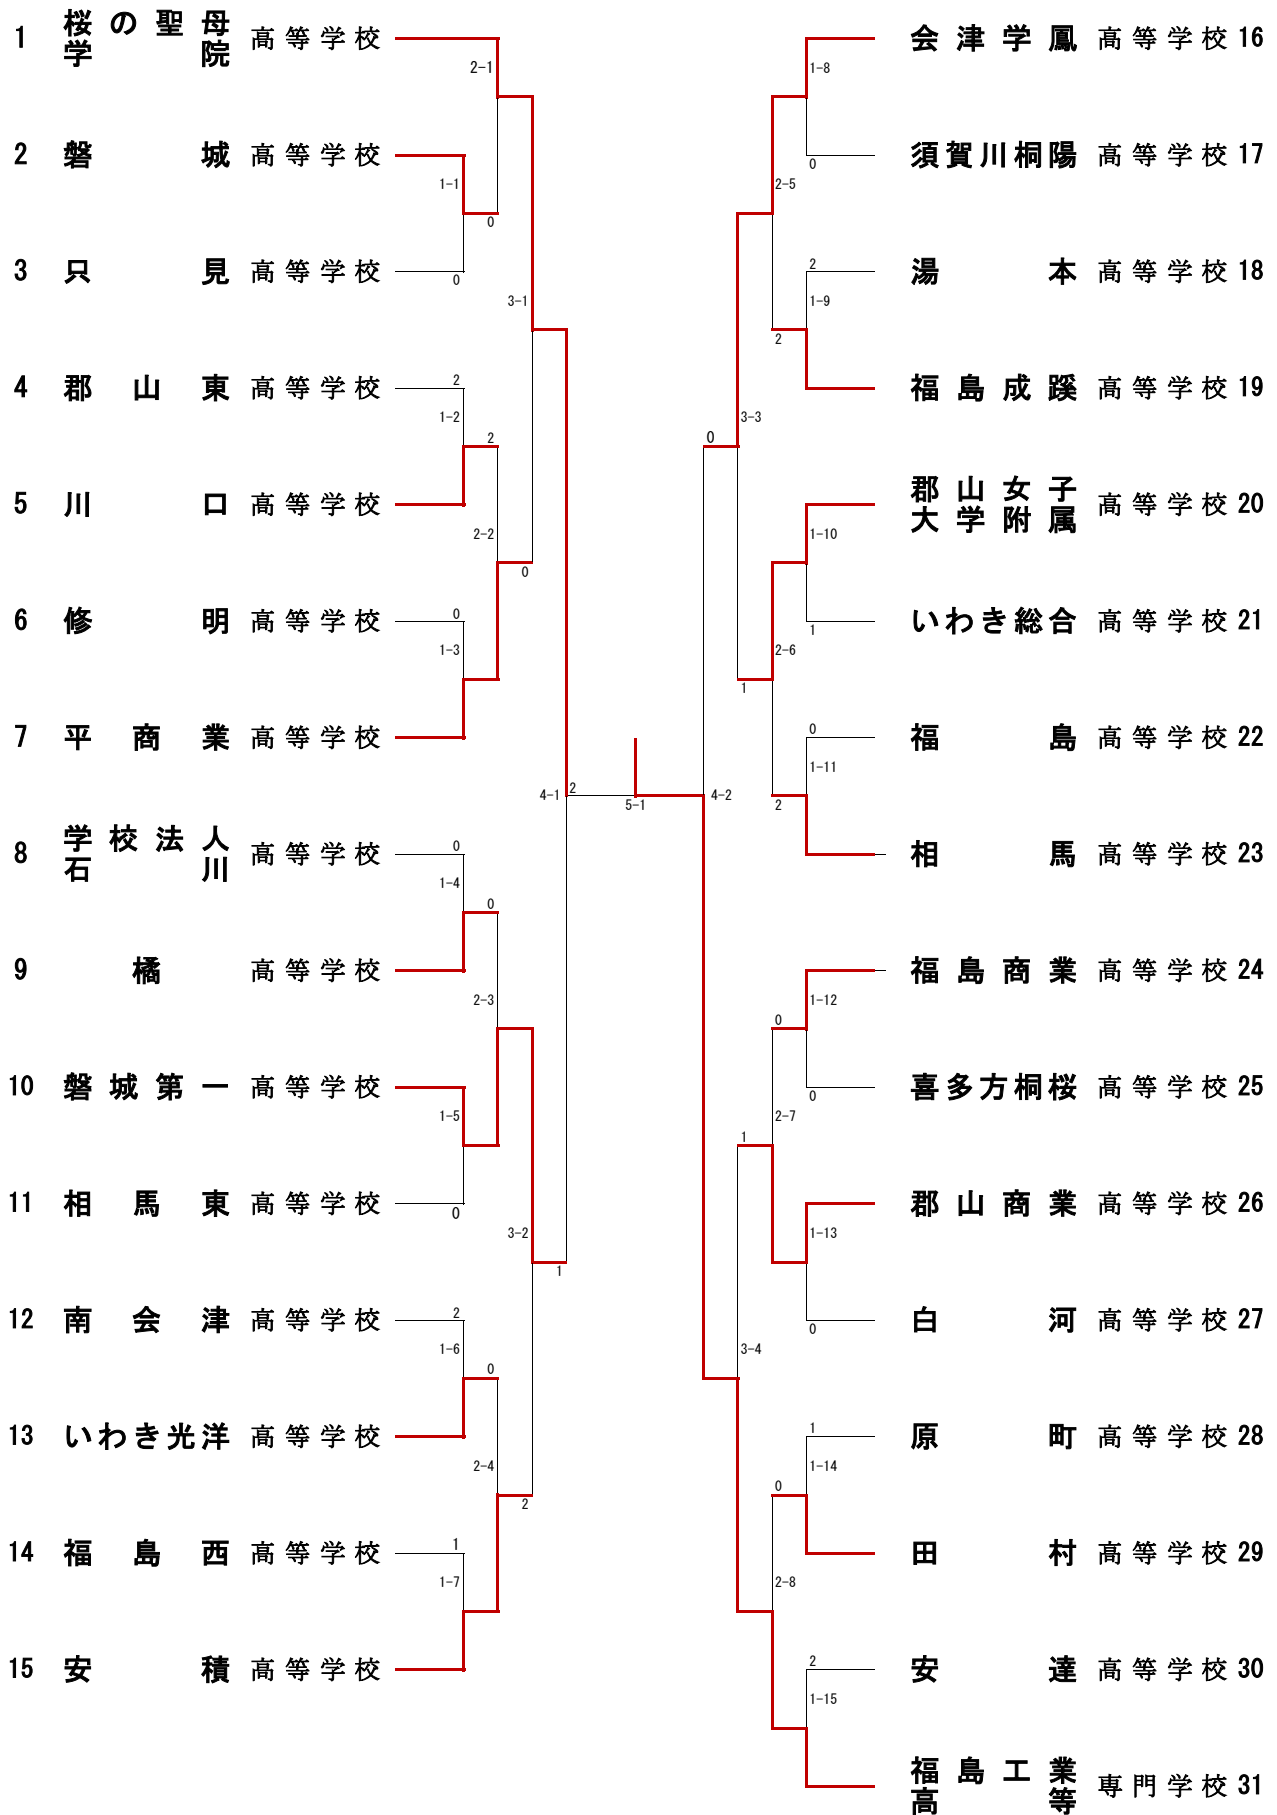 1 桜の聖母学院 高等学校
2-1
2 磐城 高等学校
1-1
0
3 只見 高等学校
0
3-1
4 郡山東 高等学校
2
1-2
2
5 川口 高等学校
2-2
0
6 修明 高等学校
0
1-3
7 平商業 高等学校
4-1
2
5-1
8 学校法人石川 高等学校
0
1-4
0
9 橘 高等学校
2-3
10 磐城第一 高等学校
1-5
11 相馬東 高等学校
0
3-2
1
12 南会津 高等学校
2
1-6
0
13 いわき光洋 高等学校
2-4
2
14 福島西 高等学校
1
1-7
15 安積 高等学校
会津学鳳 高等学校 16
1-8
須賀川桐陽 高等学校 17
0
2-5
湯本 高等学校 18
2
1-9
2
福島成蹊 高等学校 19
3-3
0
郡山女子大学附属 高等学校 20
1-10
いわき総合 高等学校 21
1
2-6
1
福島 高等学校 22
0
1-11
2
4-2
相馬 高等学校 23
福島商業 高等学校 24
1-12
0
喜多方桐桜 高等学校 25
0
2-7
1
郡山商業 高等学校 26
1-13
白河 高等学校 27
0
3-4
原町 高等学校 28
1
1-14
0
田村 高等学校 29
2-8
安達 高等学校 30
2
1-15
福島工業高等 専門学校 31